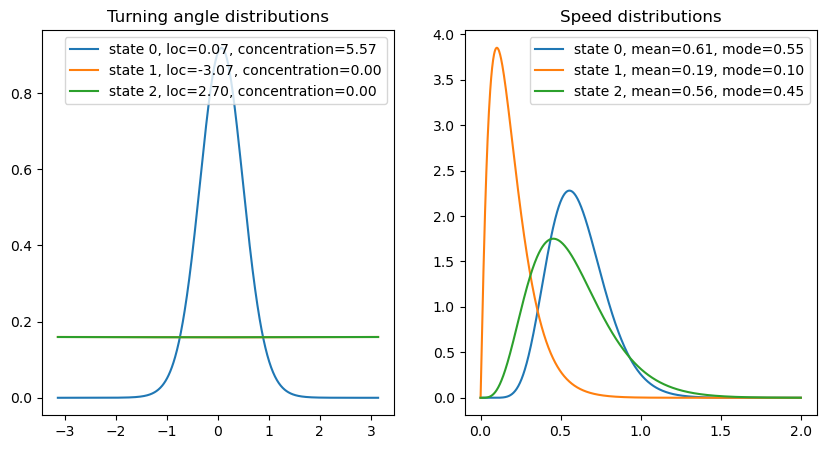 Turning angle distributions
state 0, loc=0.07, concentration=5.57
state 1, loc=-3.07, concentration=0.00
state 2, loc=2.70, concentration=0.00
0.8
0.6
0.4
0.2
0.0
−3 −2 −1 0 1 2 3
Speed distributions
state 0, mean=0.61, mode=0.55
state 1, mean=0.19, mode=0.10
state 2, mean=0.56, mode=0.45
4.0
3.5
3.0
2.5
2.0
1.5
1.0
0.5
0.0
0.0 0.5 1.0 1.5 2.0